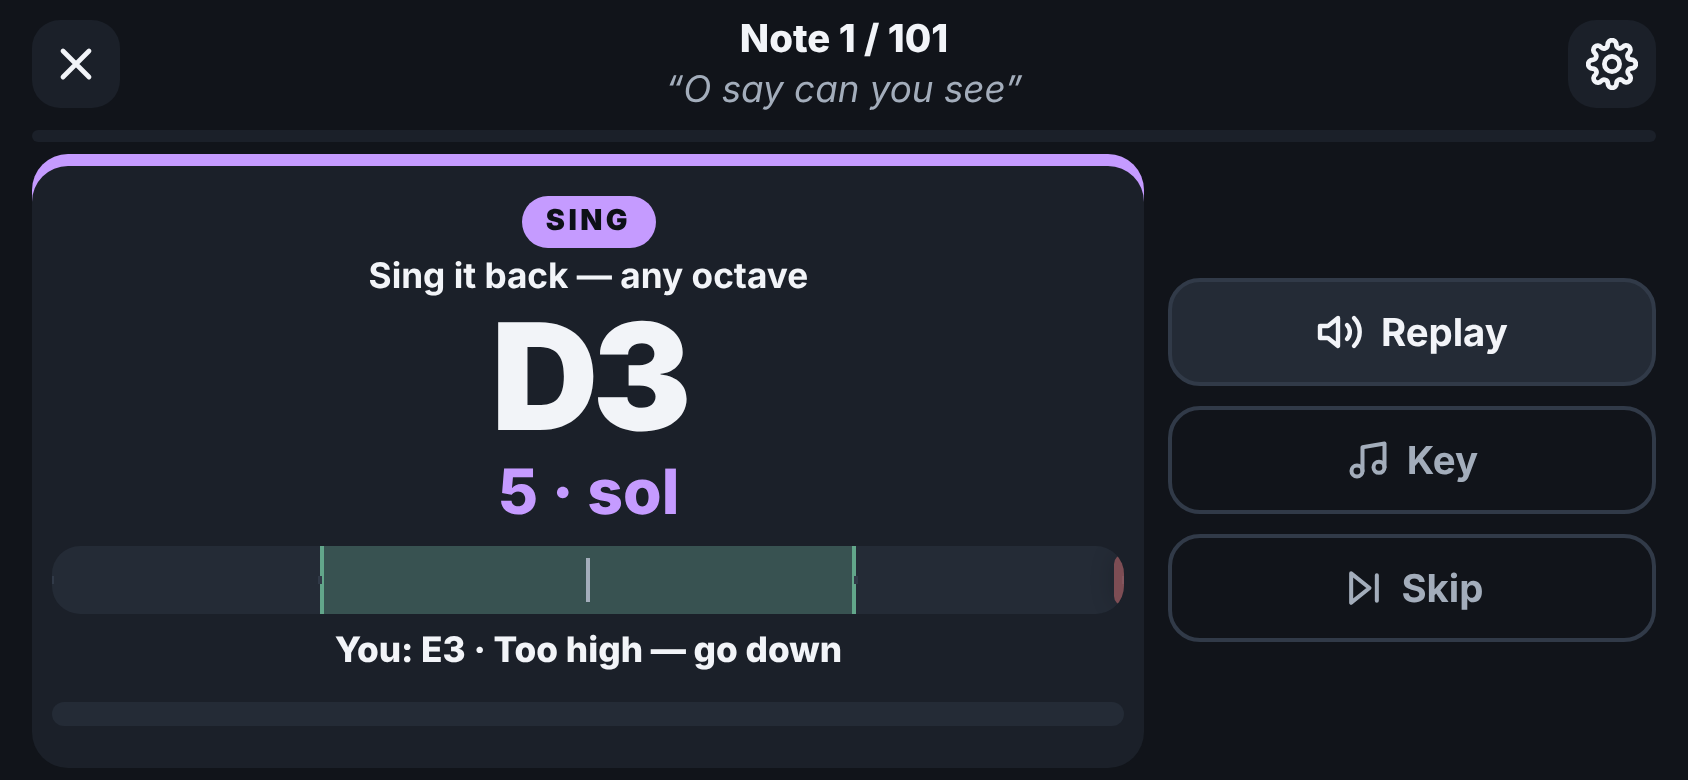 Note 1 / 101
“O say can you see”
SING
Sing it back — any octave
D3
5 · sol
You: E3 · Too high — go down
Replay
Key
Skip